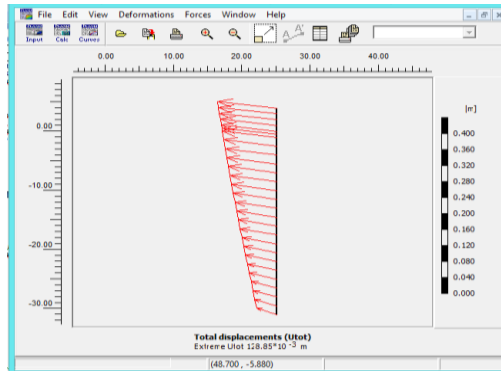 File Edit View Deformations Forces Window Help
Input Calc Curves
0.00 10.00 20.00 30.00 40.00
[m]
0.00
0.400
0.360
0.320
0.280
-10.00
0.240
0.200
0.160
-20.00
0.120
0.080
0.040
-30.00
0.000
Total displacements (Utot)
Extreme Utot 128.85*10⁻³ m
(48.700 , -5.880)